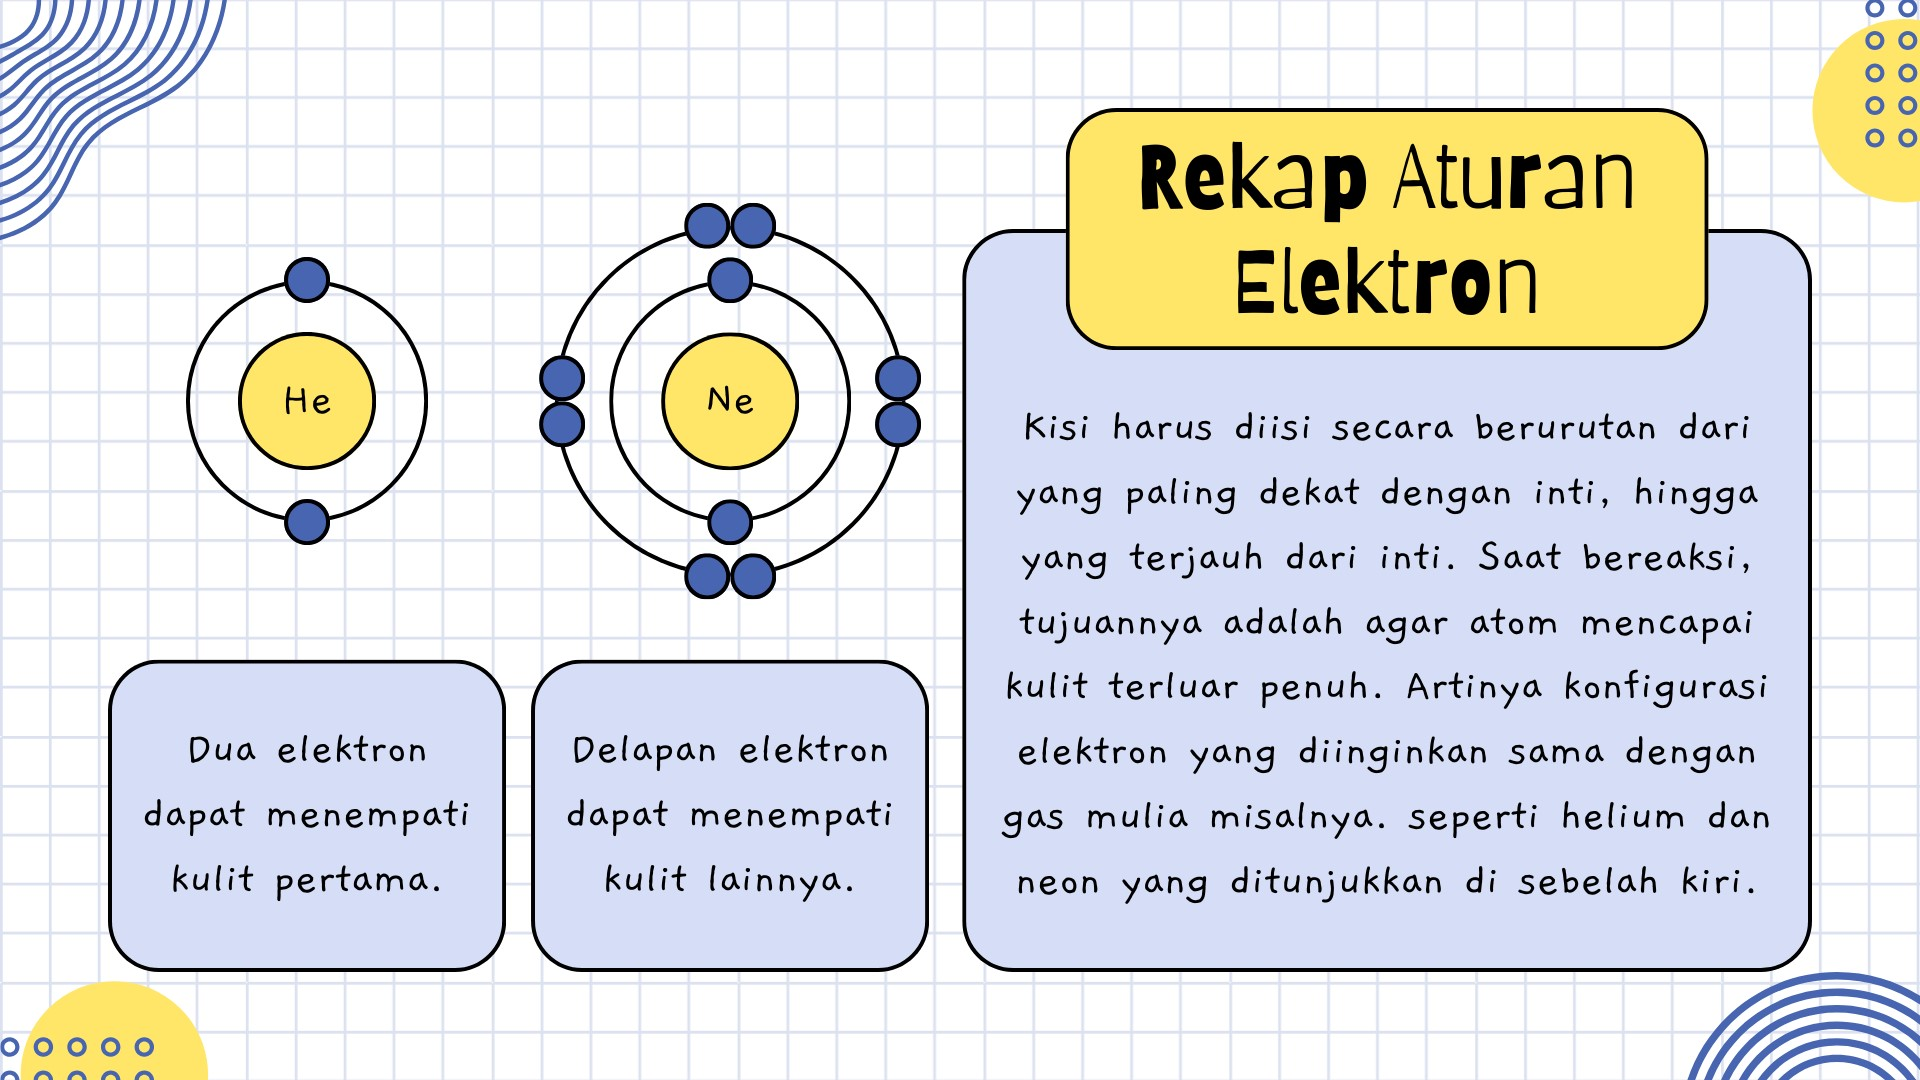 Rekap Aturan
Elektron
He
Ne
Kisi harus diisi secara berurutan dari
yang paling dekat dengan inti, hingga
yang terjauh dari inti. Saat bereaksi,
tujuannya adalah agar atom mencapai
kulit terluar penuh. Artinya konfigurasi
elektron yang diinginkan sama dengan
gas mulia misalnya. seperti helium dan
neon yang ditunjukkan di sebelah kiri.
Dua elektron
dapat menempati
kulit pertama.
Delapan elektron
dapat menempati
kulit lainnya.